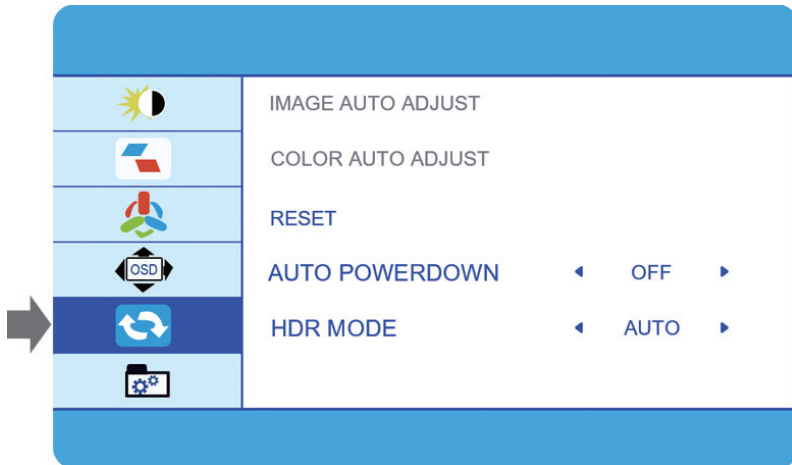 IMAGE AUTO ADJUST
COLOR AUTO ADJUST
RESET
OSD
AUTO POWERDOWN OFF
HDR MODE AUTO